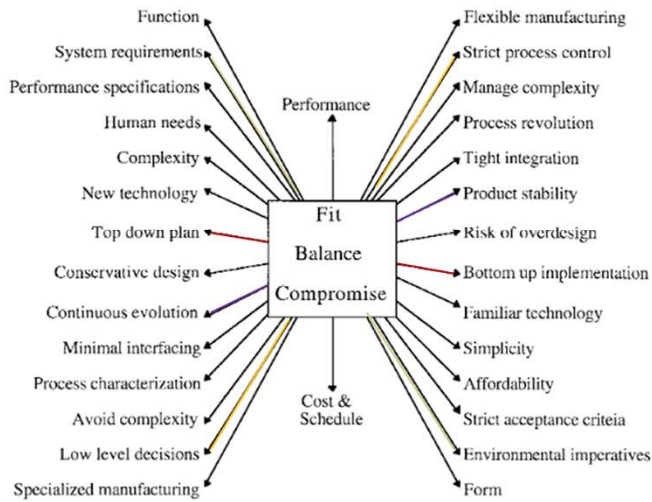 Function
System requirements
Performance specifications
Human needs
Complexity
New technology
Top down plan
Conservative design
Continuous evolution
Minimal interfacing
Process characterization
Avoid complexity
Low level decisions
Specialized manufacturing
Performance
Fit
Balance
Compromise
Cost &
Schedule
Flexible manufacturing
Strict process control
Manage complexity
Process revolution
Tight integration
Product stability
Risk of overdesign
Bottom up implementation
Familiar technology
Simplicity
Affordability
Strict acceptance criteia
Environmental imperatives
Form